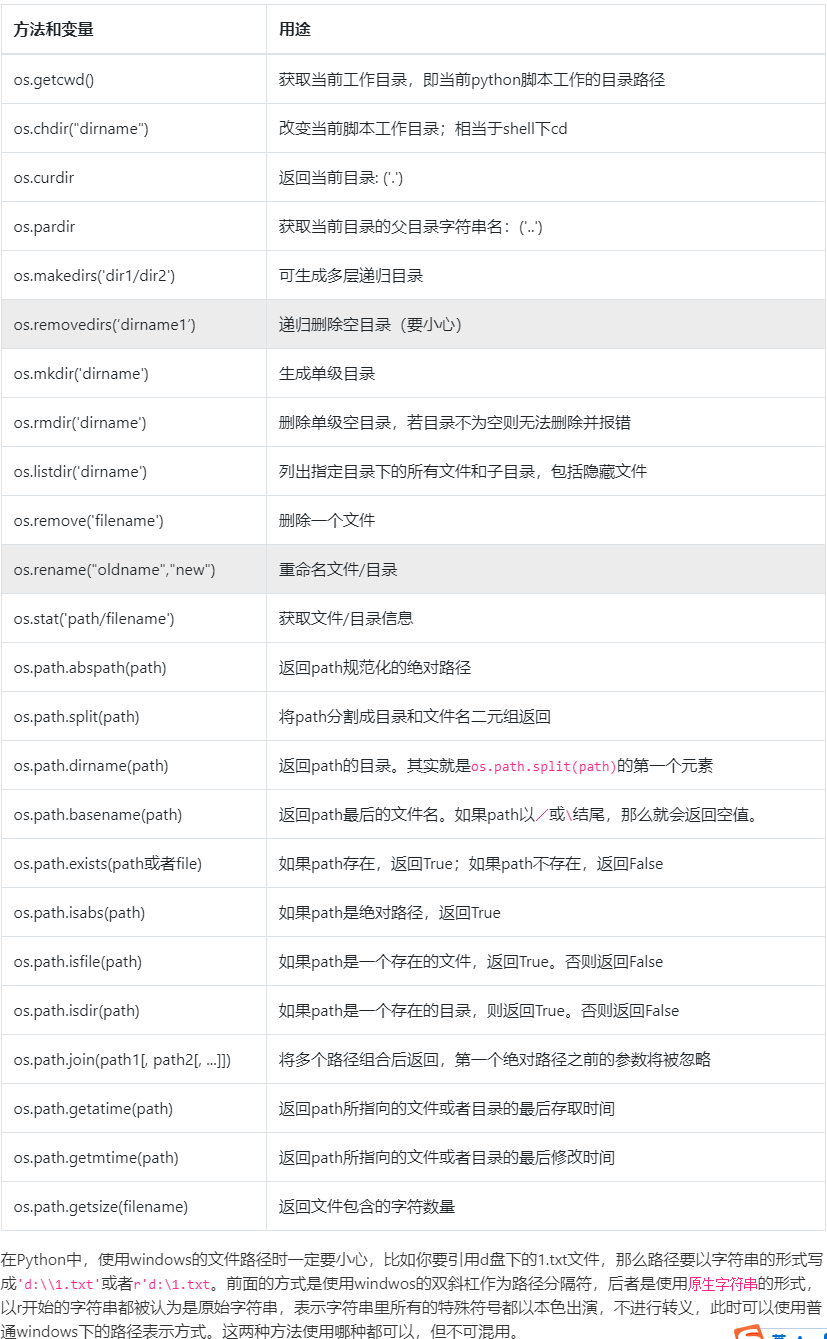 方法和变量 用途
os.getcwd() 获取当前工作目录，即当前python脚本工作的目录路径
os.chdir("dirname") 改变当前脚本工作目录；相当于shell下cd
os.curdir 返回当前目录: ('.')
os.pardir 获取当前目录的父目录字符串名：('..')
os.makedirs('dir1/dir2') 可生成多层递归目录
os.removedirs(‘dirname1’) 递归删除空目录（要小心）
os.mkdir('dirname') 生成单级目录
os.rmdir('dirname') 删除单级空目录，若目录不为空则无法删除并报错
os.listdir('dirname') 列出指定目录下的所有文件和子目录，包括隐藏文件
os.remove('filename') 删除一个文件
os.rename("oldname","new") 重命名文件/目录
os.stat('path/filename') 获取文件/目录信息
os.path.abspath(path) 返回path规范化的绝对路径
os.path.split(path) 将path分割成目录和文件名二元组返回
os.path.dirname(path) 返回path的目录。其实就是os.path.split(path)的第一个元素
os.path.basename(path) 返回path最后的文件名。如果path以／或\结尾，那么就会返回空值。
os.path.exists(path或者file) 如果path存在，返回True；如果path不存在，返回False
os.path.isabs(path) 如果path是绝对路径，返回True
os.path.isfile(path) 如果path是一个存在的文件，返回True。否则返回False
os.path.isdir(path) 如果path是一个存在的目录，则返回True。否则返回False
os.path.join(path1[, path2[, ...]]) 将多个路径组合后返回，第一个绝对路径之前的参数将被忽略
os.path.getatime(path) 返回path所指向的文件或者目录的最后存取时间
os.path.getmtime(path) 返回path所指向的文件或者目录的最后修改时间
os.path.getsize(filename) 返回文件包含的字符数量
在Python中，使用windows的文件路径时一定要小心，比如你要引用d盘下的1.txt文件，那么路径要以字符串的形式写
成'd:\\1.txt'或者r'd:\1.txt。前面的方式是使用windwos的双斜杠作为路径分隔符，后者是使用原生字符串的形式，
以r开始的字符串都被认为是原始字符串，表示字符串里所有的特殊符号都以本色出演，不进行转义，此时可以使用普
通windows下的路径表示方式。这两种方法使用哪种都可以，但不可混用。